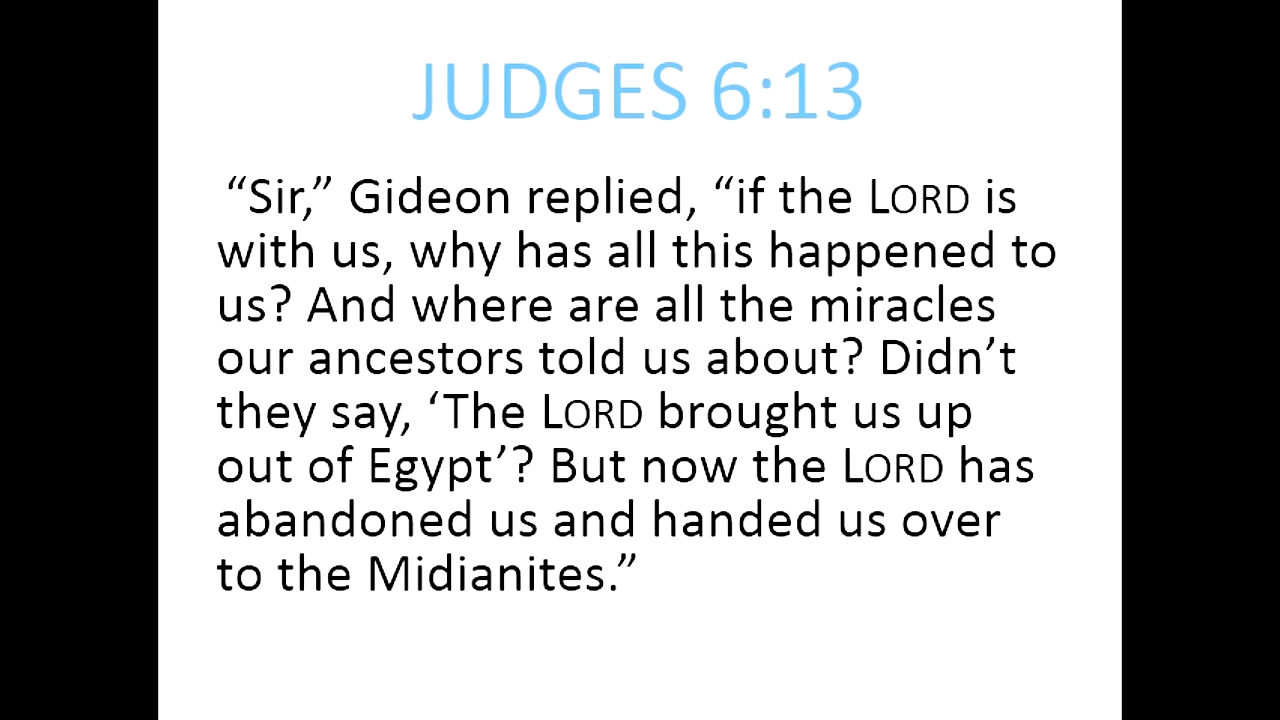 JUDGES 6:13
“Sir,” Gideon replied, “if the LORD is
with us, why has all this happened to
us? And where are all the miracles
our ancestors told us about? Didn’t
they say, ‘The LORD brought us up
out of Egypt’? But now the LORD has
abandoned us and handed us over
to the Midianites.”